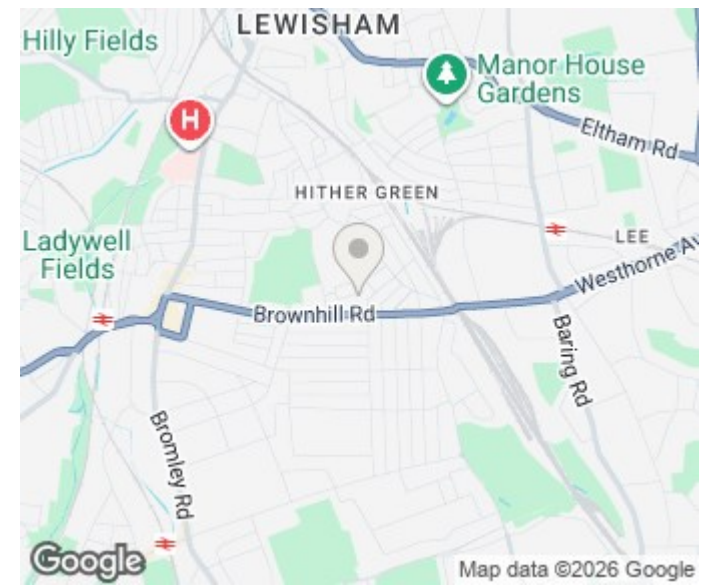 LEWISHAM
Hilly Fields
Manor House
Gardens
H
Eltham Rd
HITHER GREEN
Ladywell
Fields
LEE
Westhorne Av
Brownhill Rd
Baring Rd
Bromley Rd
Google
Map data ©2026 Google